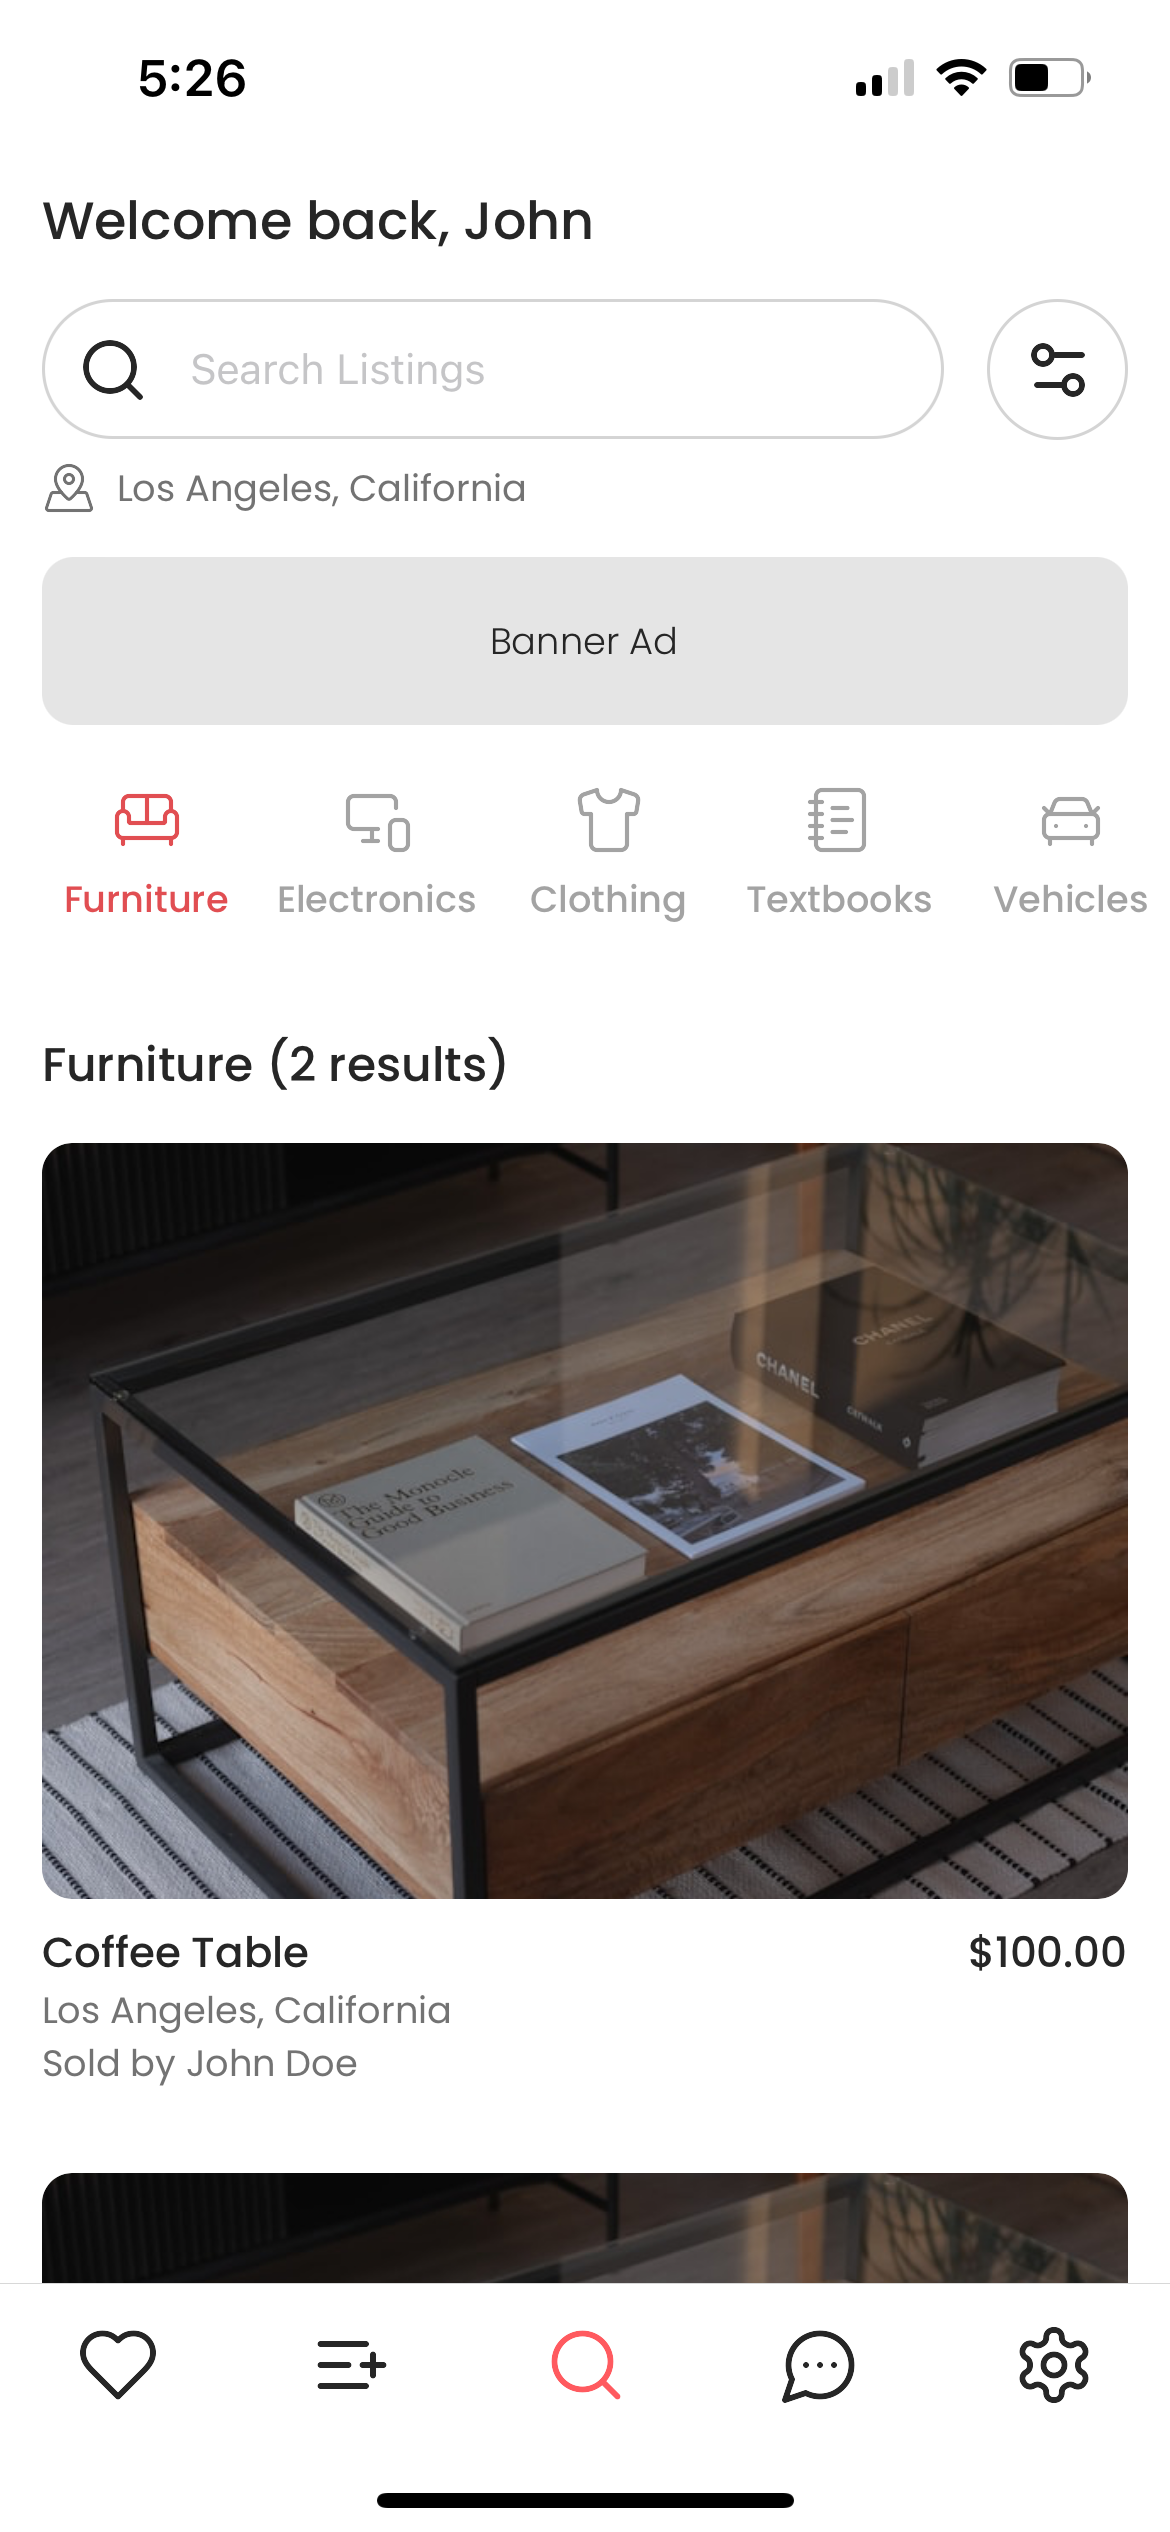 5:26
Welcome back, John
Search Listings
Los Angeles, California
Banner Ad
Furniture
Electronics
Clothing
Textbooks
Vehicles
Furniture (2 results)
CHANEL
CHANEL
CATWALK
The Monocle
Guide to
Good Business
Coffee Table
$100.00
Los Angeles, California
Sold by John Doe